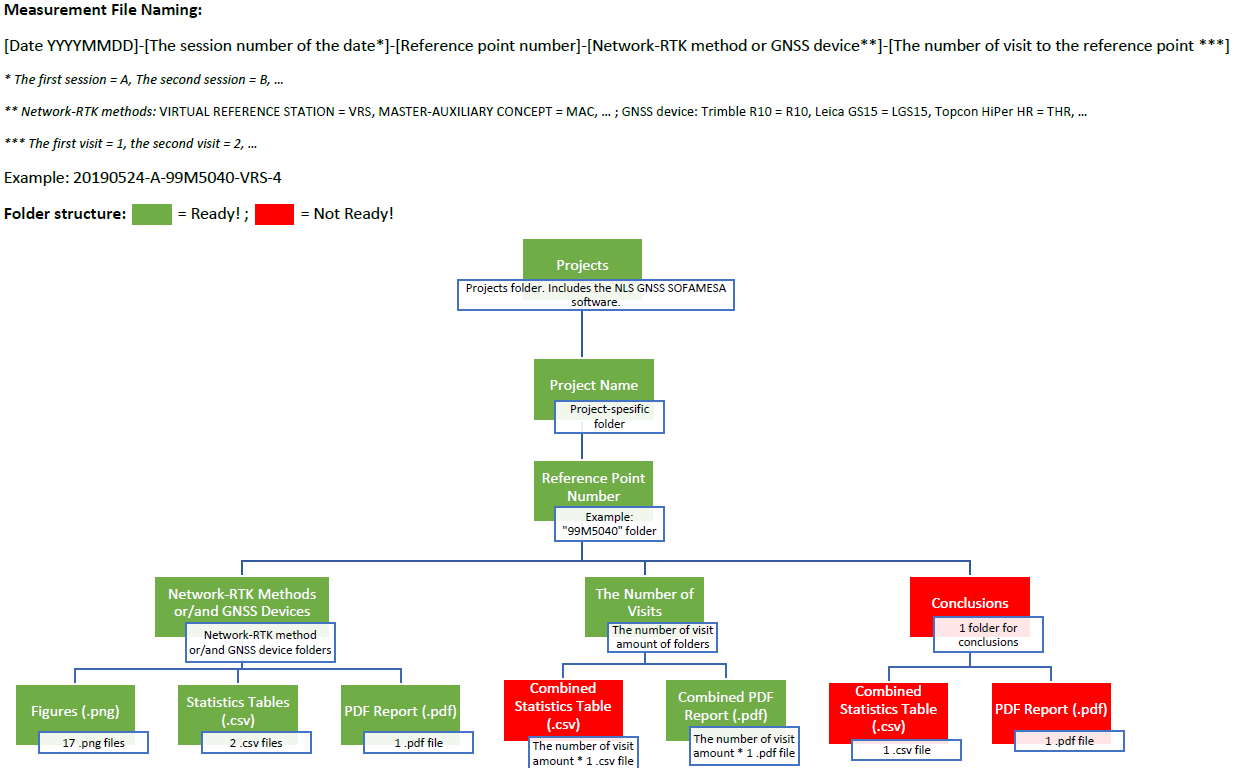 Measurement File Naming:
[Date YYYYMMDD]-[The session number of the date*]-[Reference point number]-[Network-RTK method or GNSS device**]-[The number of visit to the reference point ***]
* The first session = A, The second session = B, ...
** Network-RTK methods: VIRTUAL REFERENCE STATION = VRS, MASTER-AUXILIARY CONCEPT = MAC, ... ; GNSS device: Trimble R10 = R10, Leica GS15 = LGS15, Topcon HiPer HR = THR, ...
*** The first visit = 1, the second visit = 2, ...
Example: 20190524-A-99M5040-VRS-4
Folder structure: = Ready! ; = Not Ready!
Projects
Projects folder. Includes the NLS GNSS SOFAMESA
software.
Project Name
Project-spesific
folder
Reference Point
Number
Example:
"99M5040" folder
Network-RTK Methods
or/and GNSS Devices
Network-RTK method
or/and GNSS device folders
The Number of
Visits
The number of visit
amount of folders
Conclusions
1 folder for
conclusions
Figures (.png)
17 .png files
Statistics Tables
(.csv)
2 .csv files
PDF Report (.pdf)
1 .pdf file
Combined
Statistics Table
(.csv)
The number of visit
amount * 1 .csv file
Combined PDF
Report (.pdf)
The number of visit
amount * 1 .pdf file
Combined
Statistics Table
(.csv)
1 .csv file
PDF Report (.pdf)
1 .pdf file